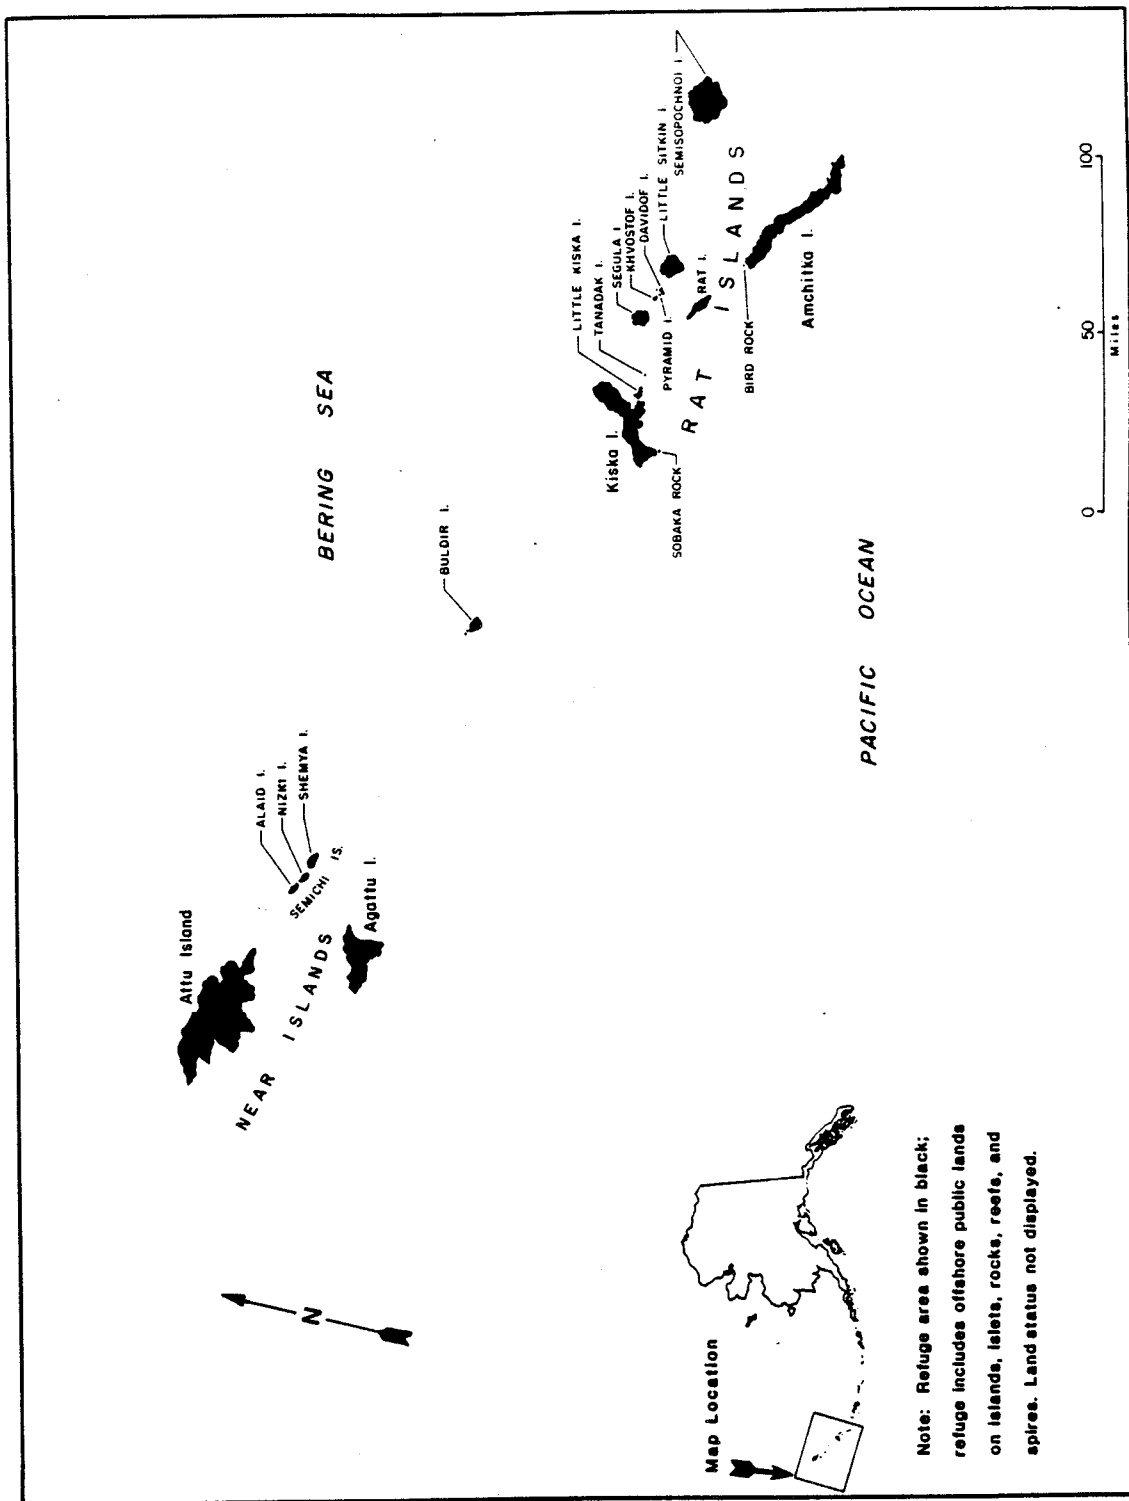 Attu Island
NEAR ISLANDS
Agattu I.
ALAID I.
NIZKI I.
SHEMYA I.
SEMICHI IS.
BULDIR I.
BERING SEA
Kiska I.
LITTLE KISKA I.
TANADAK I.
SEGULA I.
KHVOSTOF I.
DAVIDOF I.
LITTLE SITKIN I.
SEMISOPOCHNOI I.
SOBAKA ROCK
PYRAMID I.
RAT I.
RAT ISLANDS
BIRD ROCK
Amchitka I.
PACIFIC OCEAN
0 50 100
Miles
N
Map Location
Note: Refuge area shown in black;
refuge includes offshore public lands
on islands, islets, rocks, reefs, and
spires. Land status not displayed.